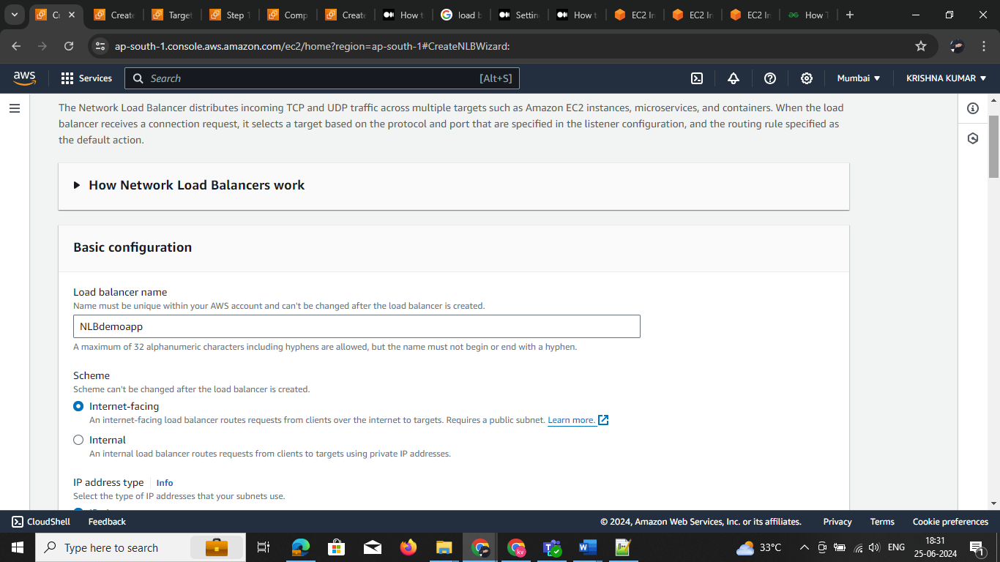 Cr
Create
Target
Step 1
Comp
Create
How t
load b
Settin
How t
EC2 In
EC2 In
EC2 In
How T
ap-south-1.console.aws.amazon.com/ec2/home?region=ap-south-1#CreateNLBWizard:
aws Services Search [Alt+S] Mumbai KRISHNA KUMAR
The Network Load Balancer distributes incoming TCP and UDP traffic across multiple targets such as Amazon EC2 instances, microservices, and containers. When the load
balancer receives a connection request, it selects a target based on the protocol and port that are specified in the listener configuration, and the routing rule specified as
the default action.
How Network Load Balancers work
Basic configuration
Load balancer name
Name must be unique within your AWS account and can't be changed after the load balancer is created.
NLBdemoapp
A maximum of 32 alphanumeric characters including hyphens are allowed, but the name must not begin or end with a hyphen.
Scheme
Scheme can't be changed after the load balancer is created.
Internet-facing
An internet-facing load balancer routes requests from clients over the internet to targets. Requires a public subnet. Learn more.
Internal
An internal load balancer routes requests from clients to targets using private IP addresses.
IP address type Info
Select the type of IP addresses that your subnets use.
CloudShell Feedback © 2024, Amazon Web Services, Inc. or its affiliates. Privacy Terms Cookie preferences
Type here to search 33°C ENG 18:31
25-06-2024